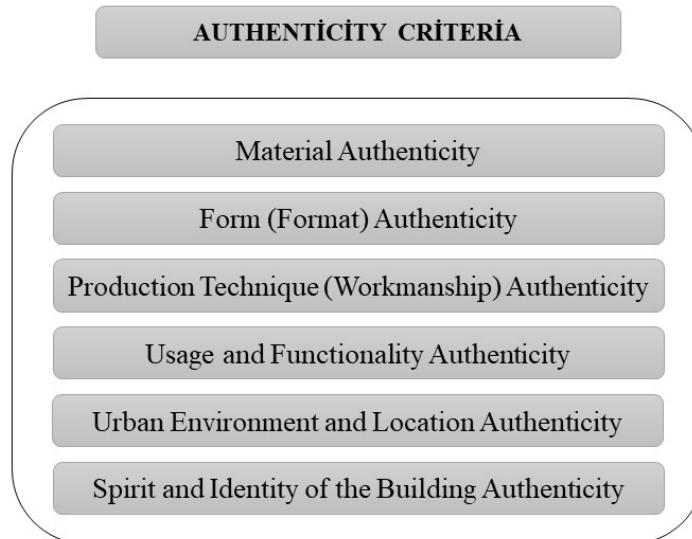 AUTHENTİCİTY CRİTERİA
Material Authenticity
Form (Format) Authenticity
Production Technique (Workmanship) Authenticity
Usage and Functionality Authenticity
Urban Environment and Location Authenticity
Spirit and Identity of the Building Authenticity